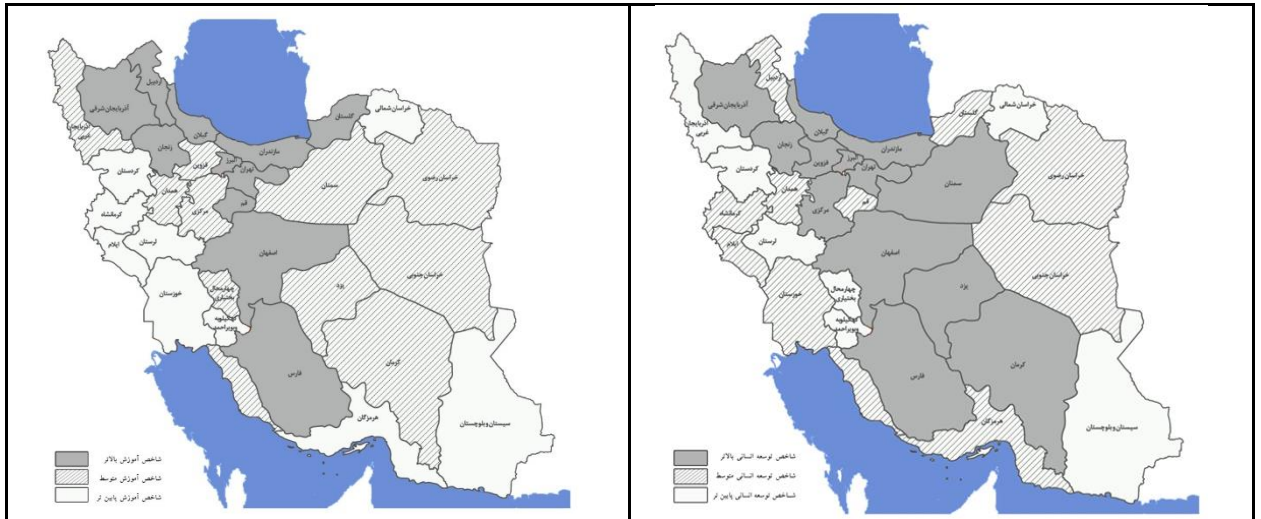 اردبیل
آذربایجان شرقی
آذربایجان
غربی
گیلان
زنجان
گلستان
خراسان شمالی
مازندران
البرز
تهران
قزوین
کردستان
همدان
سمنان
خراسان رضوی
قم
مرکزی
کرمانشاه
لرستان
ایلام
اصفهان
خراسان جنوبی
یزد
چهارمحال
بختیاری
خوزستان
کهگیلویه
وبویراحمد
کرمان
فارس
هرمزگان
سیستان وبلوچستان
شاخص آموزش بالاتر
شاخص آموزش متوسط
شاخص آموزش پایین تر
اردبیل
آذربایجان شرقی
آذربایجان
غربی
گیلان
زنجان
گلستان
خراسان شمالی
مازندران
البرز
تهران
قزوین
کردستان
همدان
سمنان
خراسان رضوی
قم
مرکزی
کرمانشاه
لرستان
ایلام
اصفهان
خراسان جنوبی
یزد
چهارمحال
بختیاری
خوزستان
کهگیلویه
وبویراحمد
کرمان
فارس
هرمزگان
سیستان وبلوچستان
شاخص توسعه انسانی بالاتر
شاخص توسعه انسانی متوسط
شاخص توسعه انسانی پایین تر